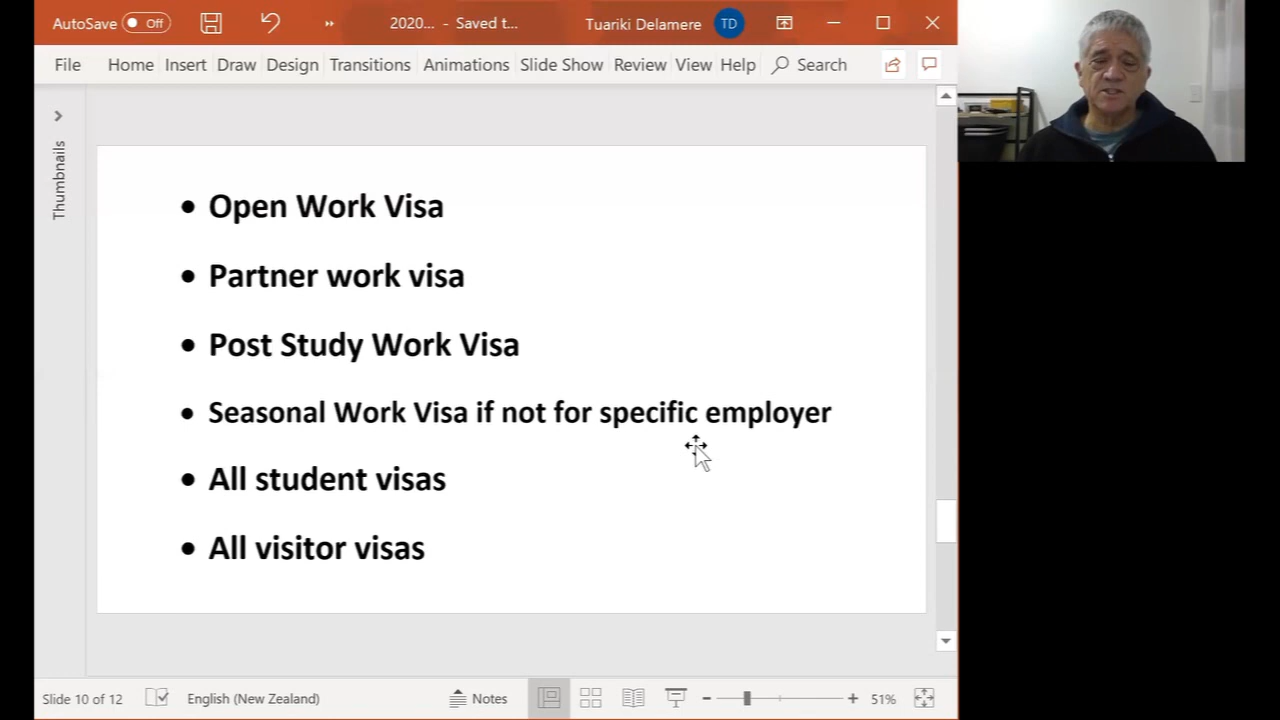 AutoSave Off 2020... - Saved t... Tuariki Delamere TD
File Home Insert Draw Design Transitions Animations Slide Show Review View Help Search
Thumbnails
• Open Work Visa
• Partner work visa
• Post Study Work Visa
• Seasonal Work Visa if not for specific employer
• All student visas
• All visitor visas
Slide 10 of 12 English (New Zealand) Notes 51%